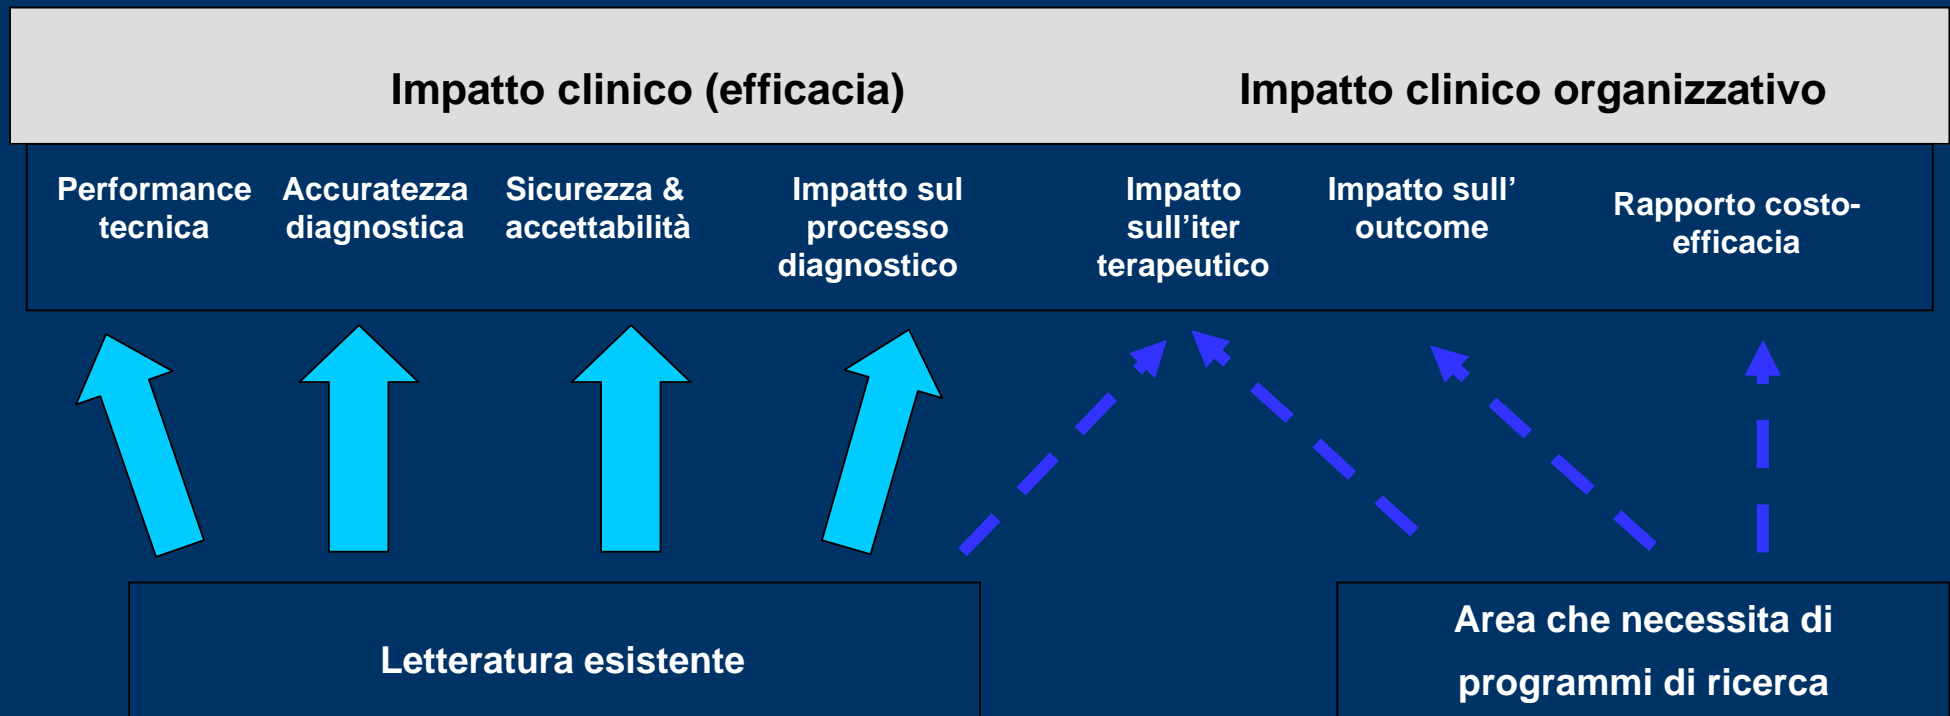 Impatto clinico (efficacia)
Impatto clinico organizzativo
Performance
tecnica
Accuratezza
diagnostica
Sicurezza &
accettabilità
Impatto sul
processo
diagnostico
Impatto
sull’iter
terapeutico
Impatto sull’
outcome
Rapporto costo-
efficacia
Letteratura esistente
Area che necessita di
programmi di ricerca